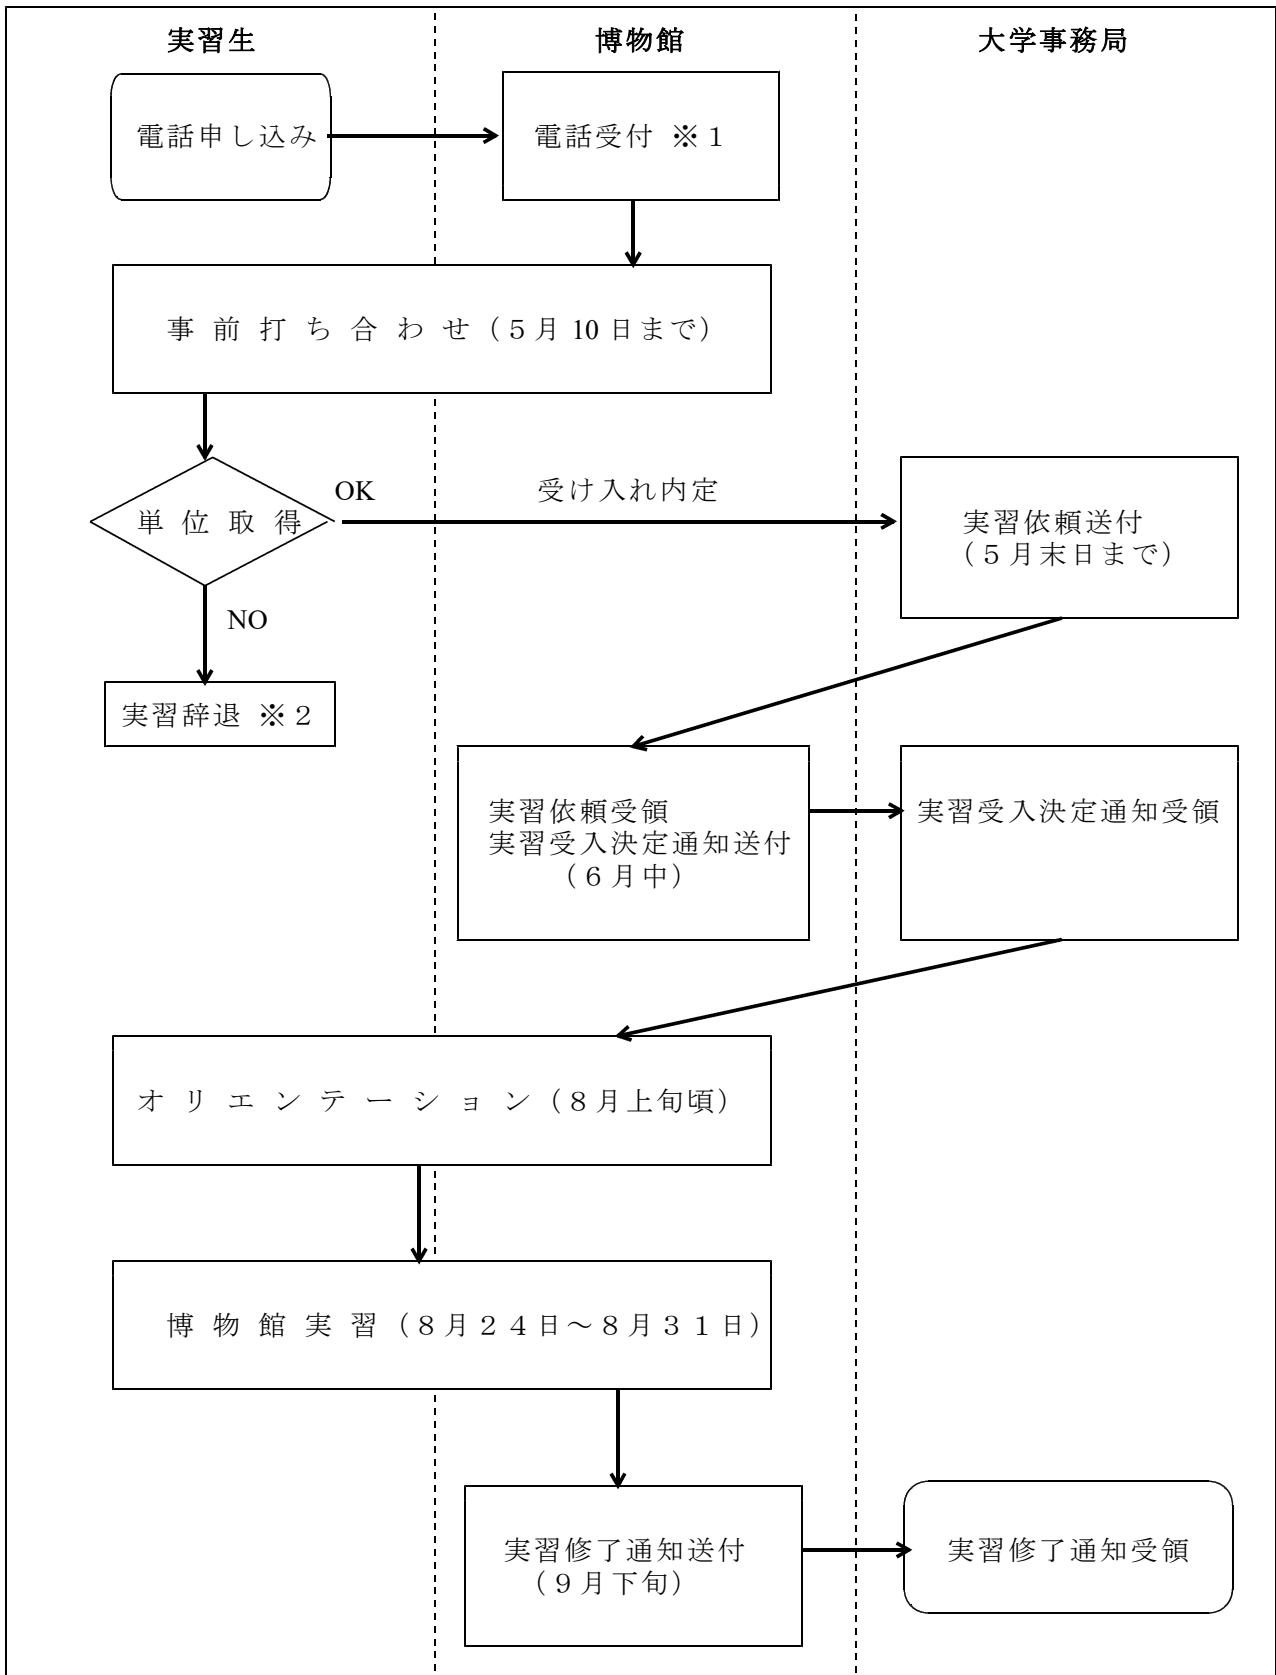 実習生
博物館
大学事務局
電話申し込み
電話受付 ※１
事前打ち合わせ（５月10日まで）
単位取得
OK
受け入れ内定
実習依頼送付
（５月末日まで）
NO
実習辞退 ※２
実習依頼受領
実習受入決定通知送付
（６月中）
実習受入決定通知受領
オリエンテーション（８月上旬頃）
博物館実習（８月２４日～８月３１日）
実習修了通知送付
（９月下旬）
実習修了通知受領